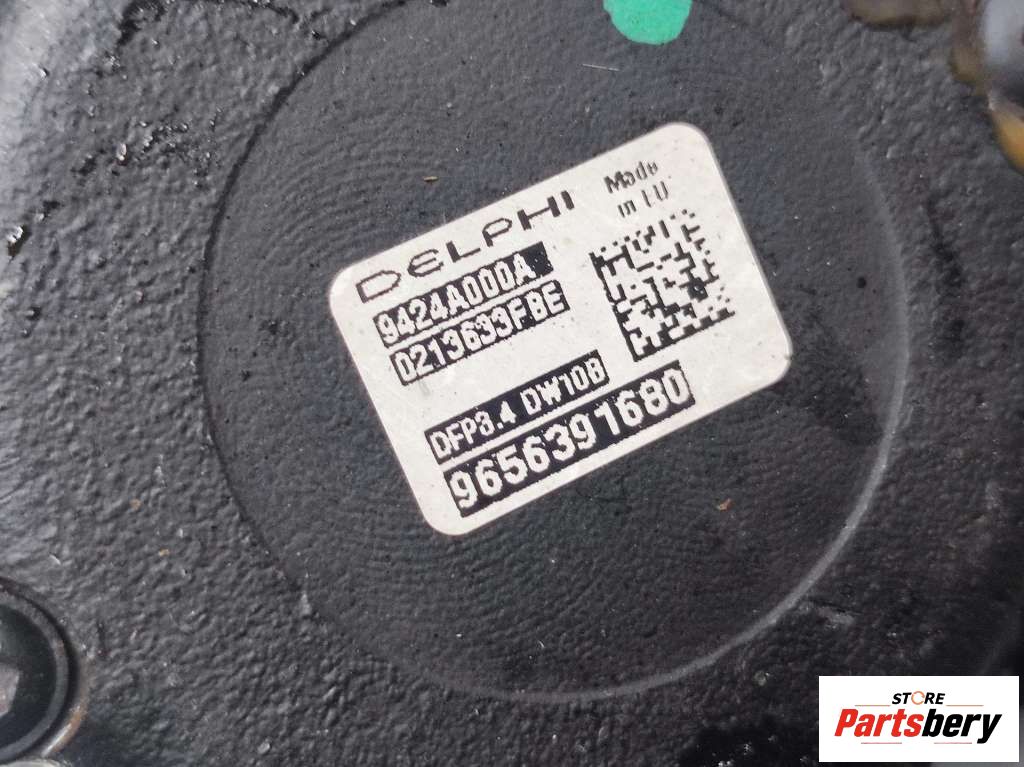 DELPHI
Made
in EU
9424A000A
0213633FBE
DFP3.4 DW10B
9656391680
STORE
Partsbery